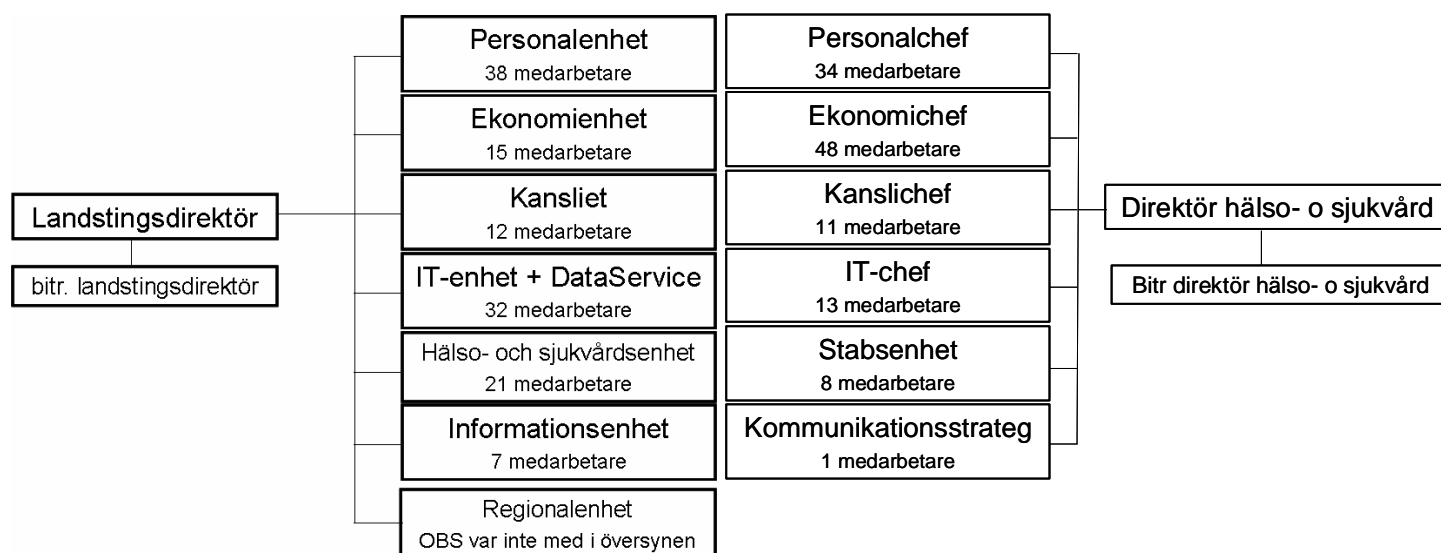 Landstingsdirektör
bitr. landstingsdirektör
Personalenhet
38 medarbetare
Ekonomienhet
15 medarbetare
Kansliet
12 medarbetare
IT-enhet + DataService
32 medarbetare
Hälso- och sjukvårdsenhet
21 medarbetare
Informationsenhet
7 medarbetare
Regionalenhet
OBS var inte med i översynen
Personalchef
34 medarbetare
Ekonomichef
48 medarbetare
Kanslichef
11 medarbetare
IT-chef
13 medarbetare
Stabsenhet
8 medarbetare
Kommunikationsstrateg
1 medarbetare
Direktör hälso- o sjukvård
Bitr direktör hälso- o sjukvård